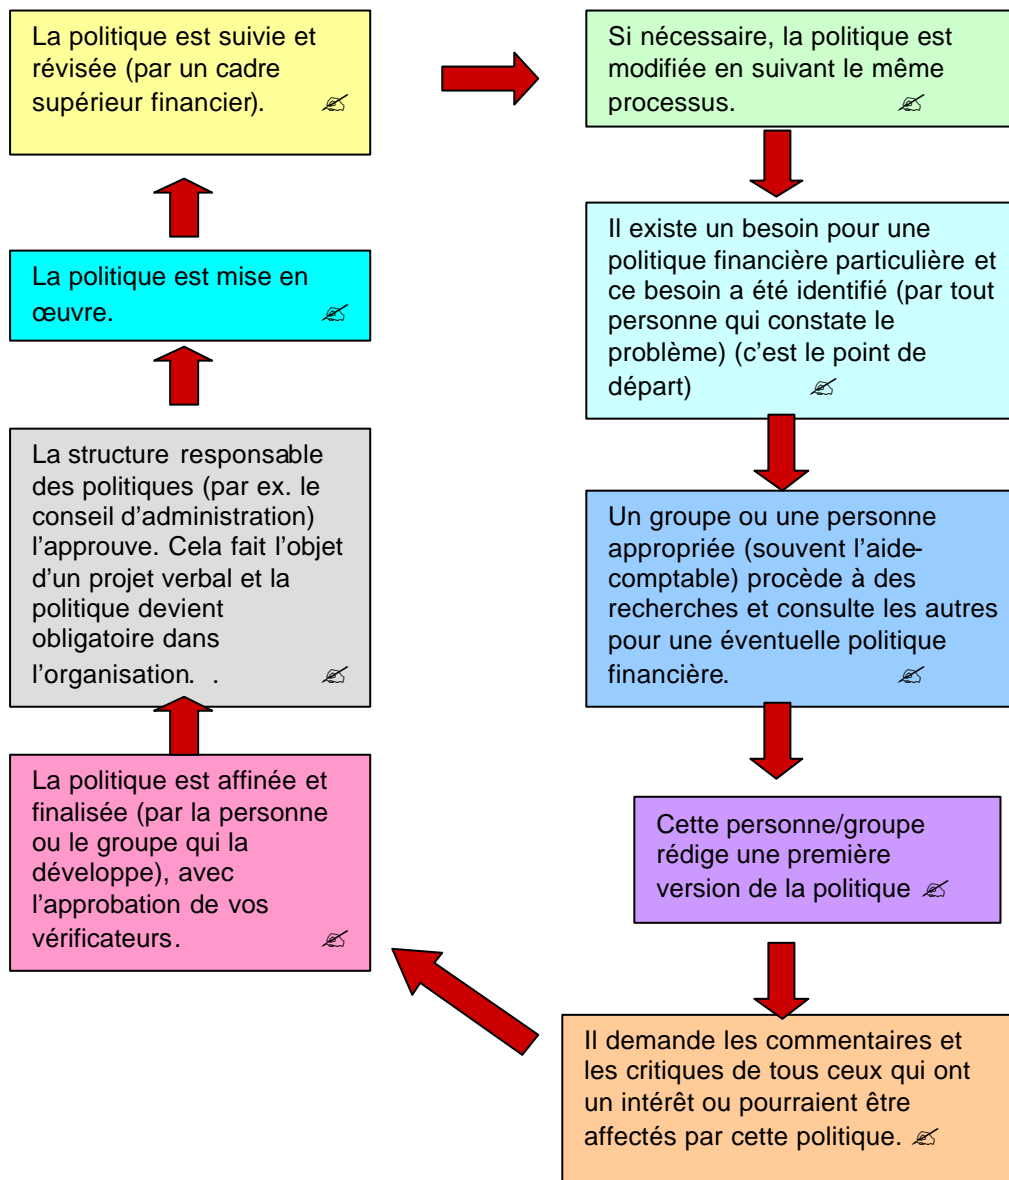 La politique est suivie et
révisée (par un cadre
supérieur financier). ✍
Si nécessaire, la politique est
modifiée en suivant le même
processus. ✍
Il existe un besoin pour une
politique financière particulière et
ce besoin a été identifié (par tout
personne qui constate le
problème) (c’est le point de
départ) ✍
Un groupe ou une personne
appropriée (souvent l’aide-
comptable) procède à des
recherches et consulte les autres
pour une éventuelle politique
financière. ✍
Cette personne/groupe
rédige une première
version de la politique ✍
Il demande les commentaires et
les critiques de tous ceux qui ont
un intérêt ou pourraient être
affectés par cette politique. ✍
La politique est affinée et
finalisée (par la personne
ou le groupe qui la
développe), avec
l’approbation de vos
vérificateurs. ✍
La structure responsable
des politiques (par ex. le
conseil d’administration)
l’approuve. Cela fait l’objet
d’un projet verbal et la
politique devient
obligatoire dans
l’organisation. . ✍
La politique est mise en
œuvre. ✍